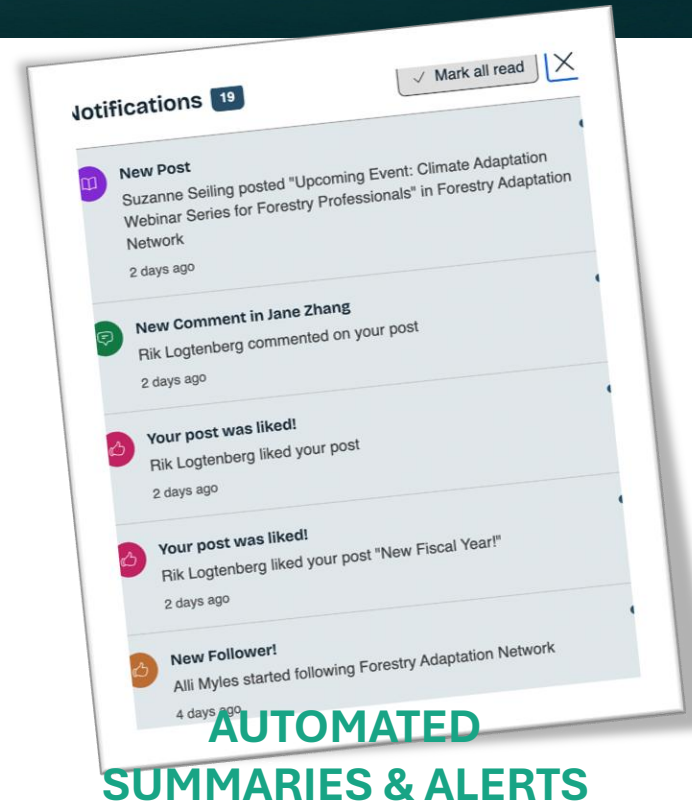 Notifications 19
✓ Mark all read
New Post
Suzanne Seiling posted "Upcoming Event: Climate Adaptation
Webinar Series for Forestry Professionals" in Forestry Adaptation
Network
2 days ago
New Comment in Jane Zhang
Rik Logtenberg commented on your post
2 days ago
Your post was liked!
Rik Logtenberg liked your post
2 days ago
Your post was liked!
Rik Logtenberg liked your post "New Fiscal Year!"
2 days ago
New Follower!
Alli Myles started following Forestry Adaptation Network
4 days ago
AUTOMATED
SUMMARIES & ALERTS